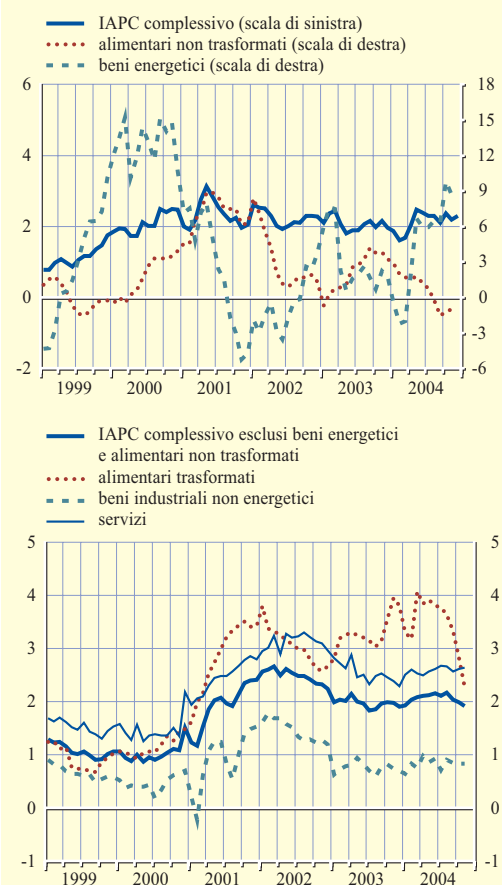 IAPC complessivo (scala di sinistra)
alimentari non trasformati (scala di destra)
beni energetici (scala di destra)
6 18
15
4 12
9
2 6
3
0 0
-3
-2 -6
1999 2000 2001 2002 2003 2004
IAPC complessivo esclusi beni energetici
e alimentari non trasformati
alimentari trasformati
beni industriali non energetici
servizi
5 5
4 4
3 3
2 2
1 1
0 0
-1 -1
1999 2000 2001 2002 2003 2004